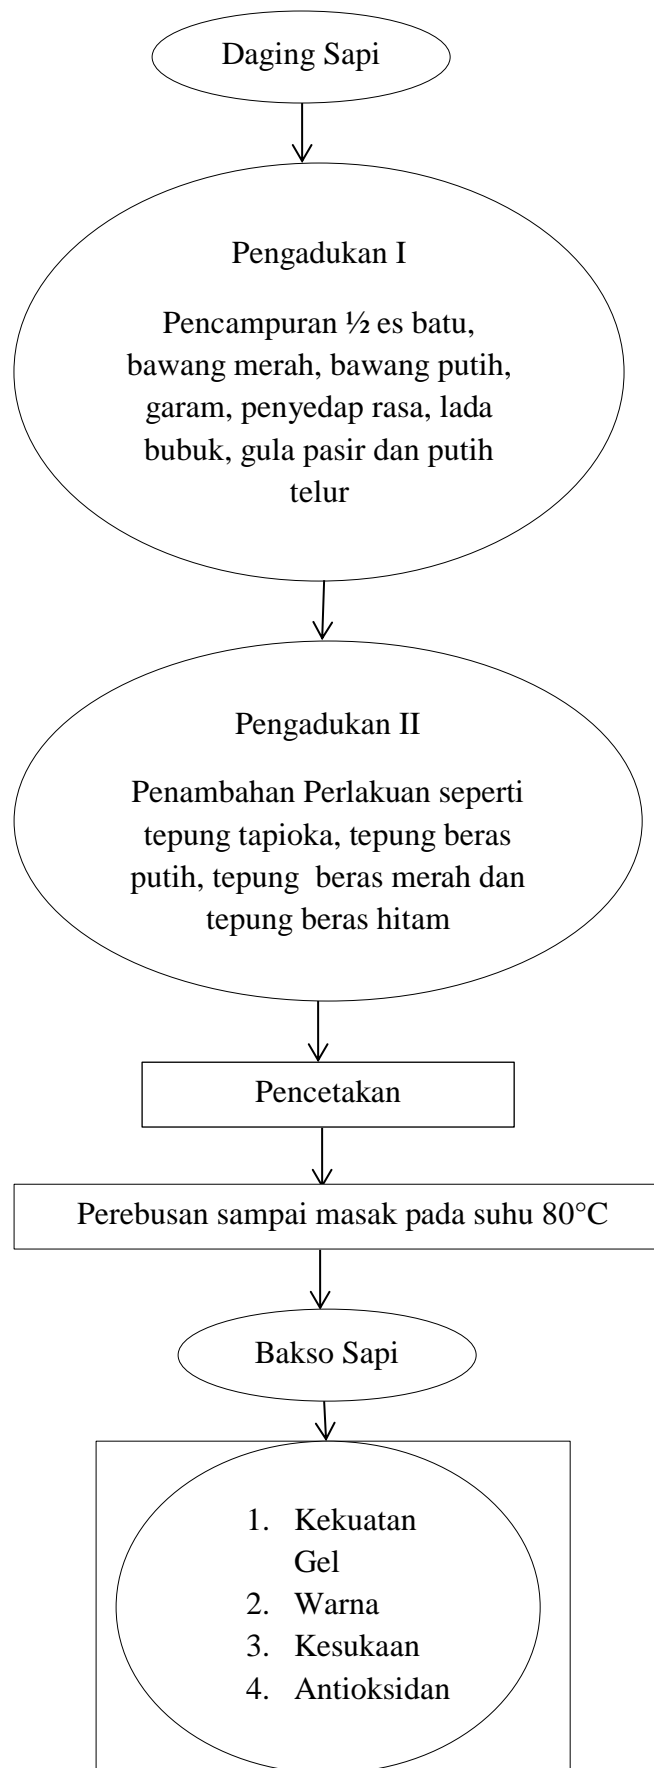 Daging Sapi
Pengadukan I
Pencampuran ½ es batu,
bawang merah, bawang putih,
garam, penyedap rasa, lada
bubuk, gula pasir dan putih
telur
Pengadukan II
Penambahan Perlakuan seperti
tepung tapioka, tepung beras
putih, tepung beras merah dan
tepung beras hitam
Pencetakan
Perebusan sampai masak pada suhu 80°C
Bakso Sapi
1. Kekuatan
Gel
2. Warna
3. Kesukaan
4. Antioksidan